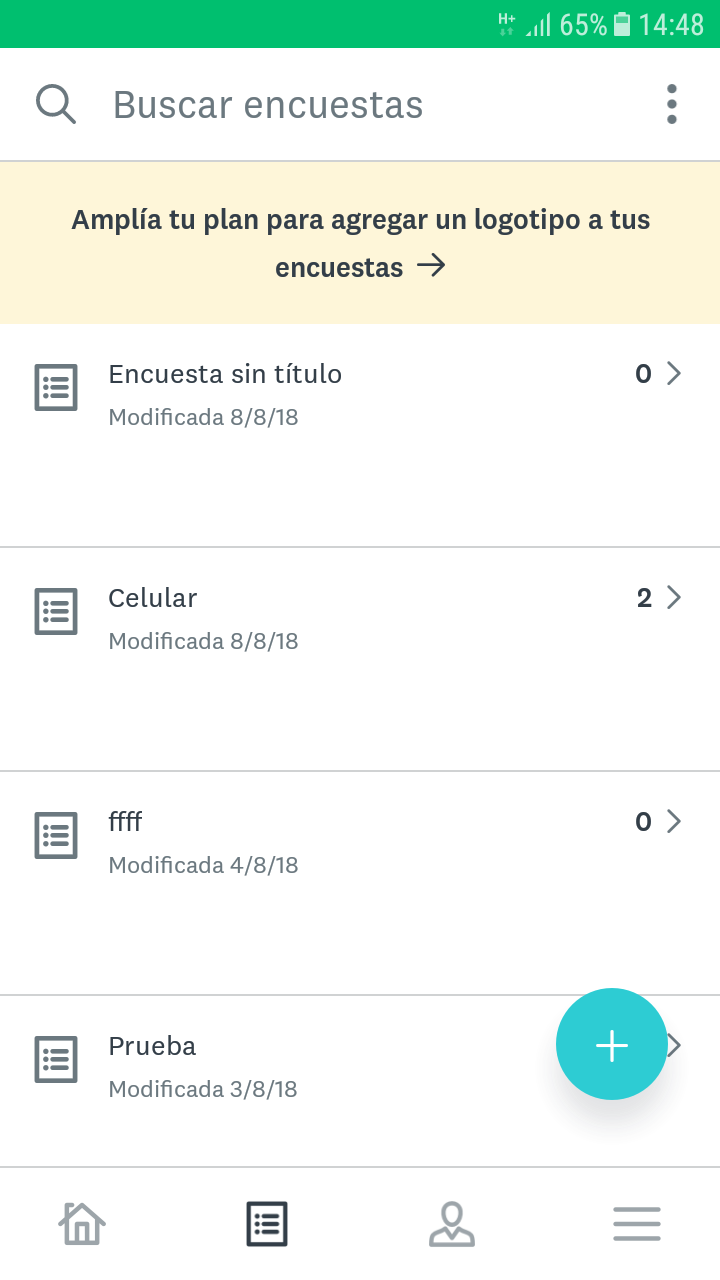 H+ 65% 14:48
Buscar encuestas
Amplía tu plan para agregar un logotipo a tus
encuestas →
Encuesta sin título 0
Modificada 8/8/18
Celular 2
Modificada 8/8/18
ffff 0
Modificada 4/8/18
Prueba
Modificada 3/8/18